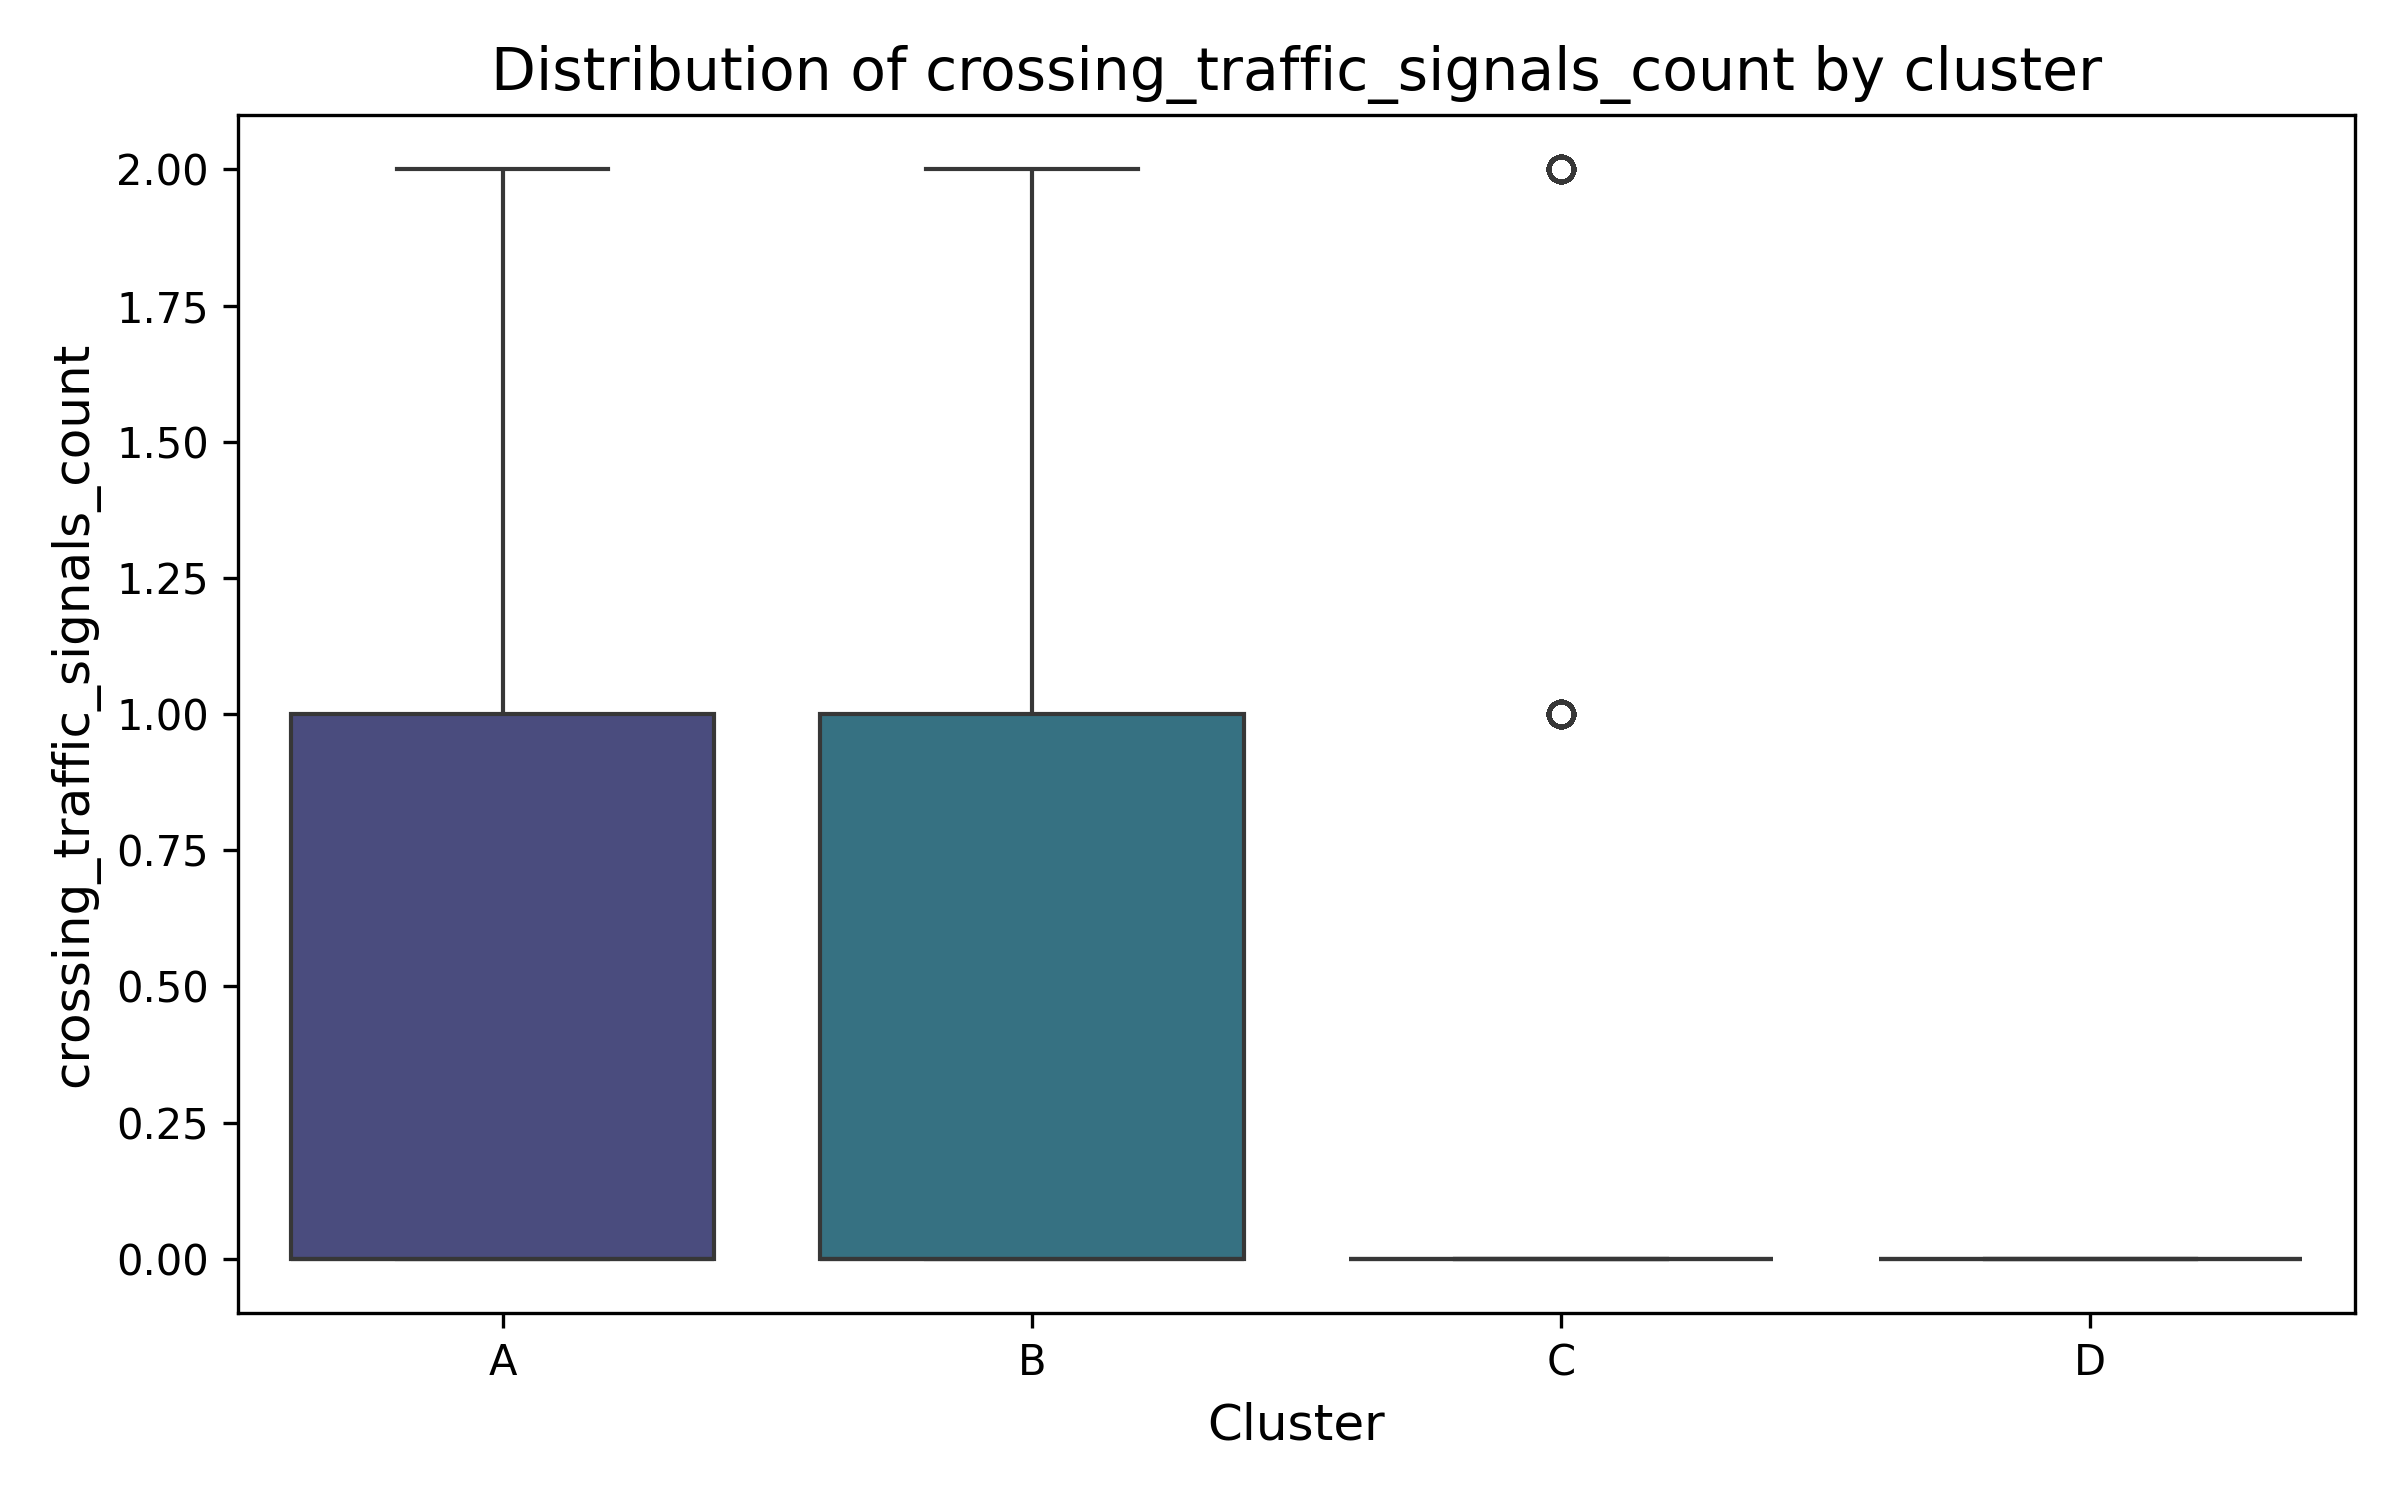 Distribution of crossing_traffic_signals_count by cluster
crossing_traffic_signals_count
2.00
1.75
1.50
1.25
1.00
0.75
0.50
0.25
0.00
A B C D
Cluster